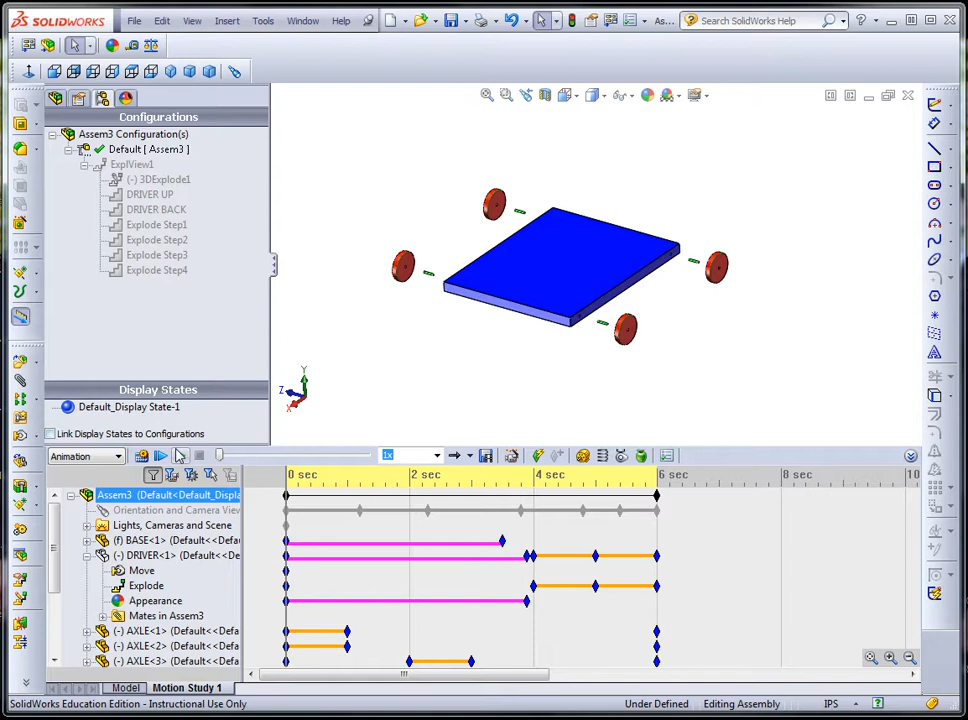 SOLIDWORKS File Edit View Insert Tools Window Help As... Search SolidWorks Help
Configurations
Assem3 Configuration(s)
Default [ Assem3 ]
ExplView1
(-) 3DExplode1
DRIVER UP
DRIVER BACK
Explode Step1
Explode Step2
Explode Step3
Explode Step4
Y
Z
X
Display States
Default_Display State-1
Link Display States to Configurations
Animation 1x
0 sec 2 sec 4 sec 6 sec 8 sec 10
Assem3 (Default<Default_Displa
Orientation and Camera View
Lights, Cameras and Scene
(f) BASE<1> (Default<<Defa
(-) DRIVER<1> (Default<<De
Move
Explode
Appearance
Mates in Assem3
(-) AXLE<1> (Default<<Defa
(-) AXLE<2> (Default<<Defa
(-) AXLE<3> (Default<<Defa
Model Motion Study 1
SolidWorks Education Edition - Instructional Use Only Under Defined Editing Assembly IPS